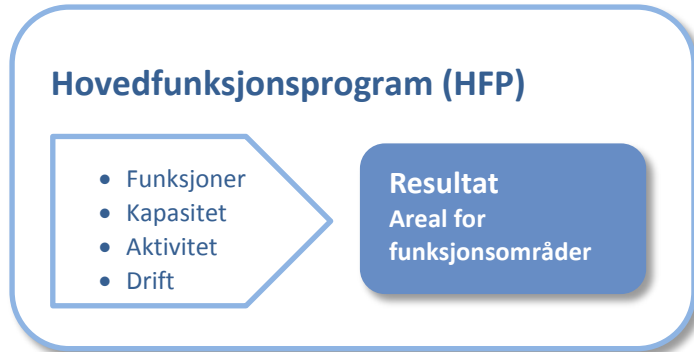 Hovedfunksjonsprogram (HFP)
• Funksjoner
• Kapasitet
• Aktivitet
• Drift
Resultat
Areal for
funksjonsområder